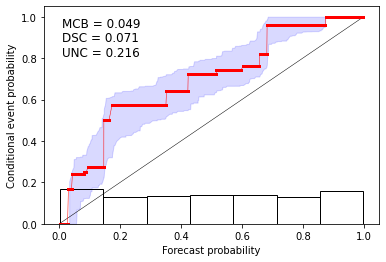 MCB = 0.049
DSC = 0.071
UNC = 0.216
Conditional event probability
1.0
0.8
0.6
0.4
0.2
0.0
0.0 0.2 0.4 0.6 0.8 1.0
Forecast probability